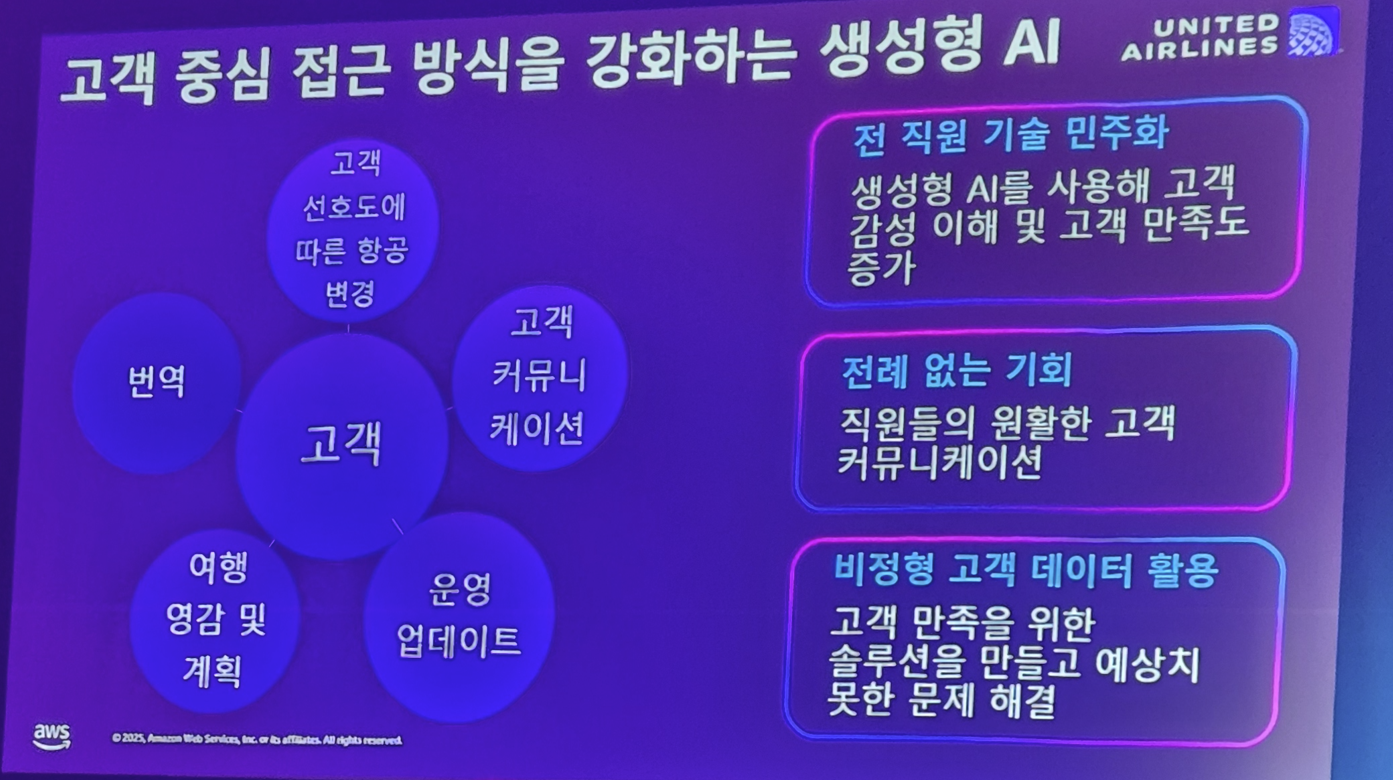 고객 중심 접근 방식을 강화하는 생성형 AI
UNITED
AIRLINES
고객
선호도에
따른 항공
변경
번역
고객
커뮤니
케이션
고객
여행
영감 및
계획
운영
업데이트
전 직원 기술 민주화
생성형 AI를 사용해 고객
감성 이해 및 고객 만족도
증가
전례 없는 기회
직원들의 원활한 고객
커뮤니케이션
비정형 고객 데이터 활용
고객 만족을 위한
솔루션을 만들고 예상치
못한 문제 해결
aws
© 2025, Amazon Web Services, Inc. or its affiliates. All rights reserved.